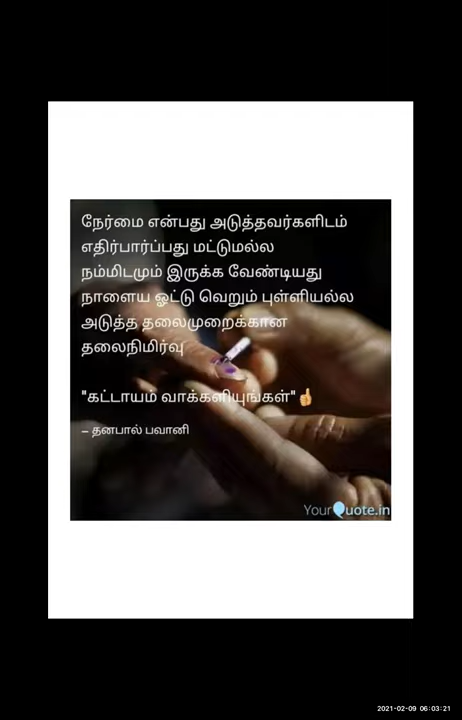 நேர்மை என்பது அடுத்தவர்களிடம்
எதிர்பார்ப்பது மட்டுமல்ல
நம்மிடமும் இருக்க வேண்டியது
நாளைய ஓட்டு வெறும் புள்ளியல்ல
அடுத்த தலைமுறைக்கான
தலைநிமிர்வு
"கட்டாயம் வாக்களியுங்கள்"☝
– தனபால் பவானி
YourQuote.in
2021-02-09 06:03:21